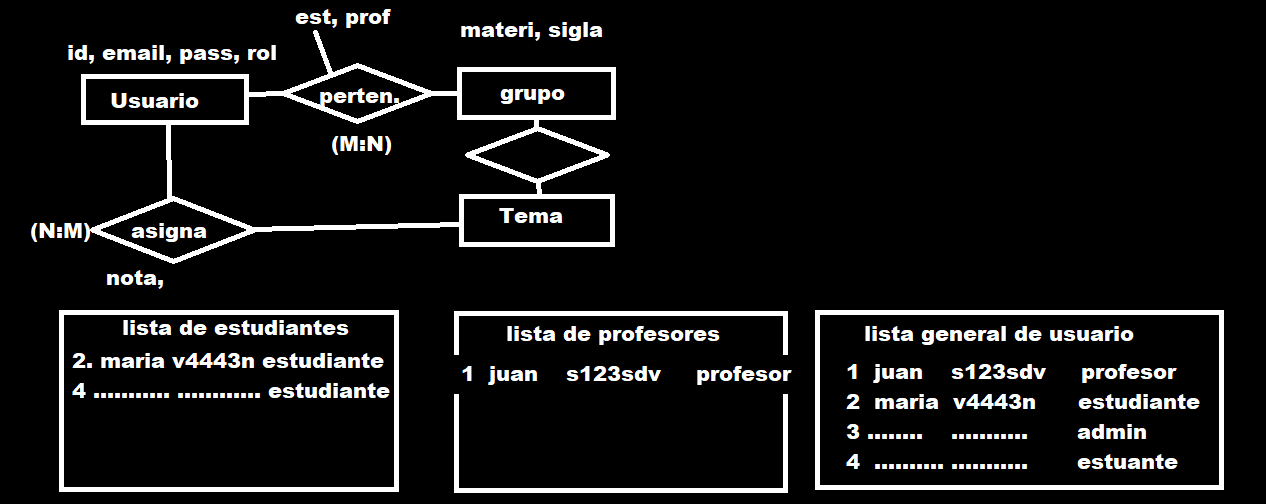 est, prof
materi, sigla
id, email, pass, rol
Usuario
perten.
grupo
(M:N)
Tema
(N:M)
asigna
nota,
lista de estudiantes
2. maria v4443n estudiante
4 .......... ............ estudiante
lista de profesores
1 juan s123sdv profesor
lista general de usuario
1 juan s123sdv profesor
2 maria v4443n estudiante
3 ........ ........... admin
4 .......... ........... estuante